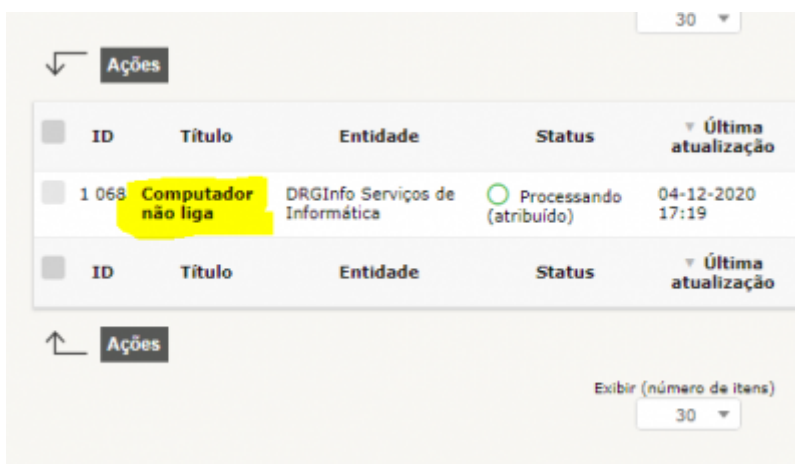 30
Ações
ID Título Entidade Status Última
atualização
1 068 Computador DRGInfo Serviços de Processando 04-12-2020
não liga Informática (atribuído) 17:19
ID Título Entidade Status Última
atualização
Ações
Exibir (número de itens)
30